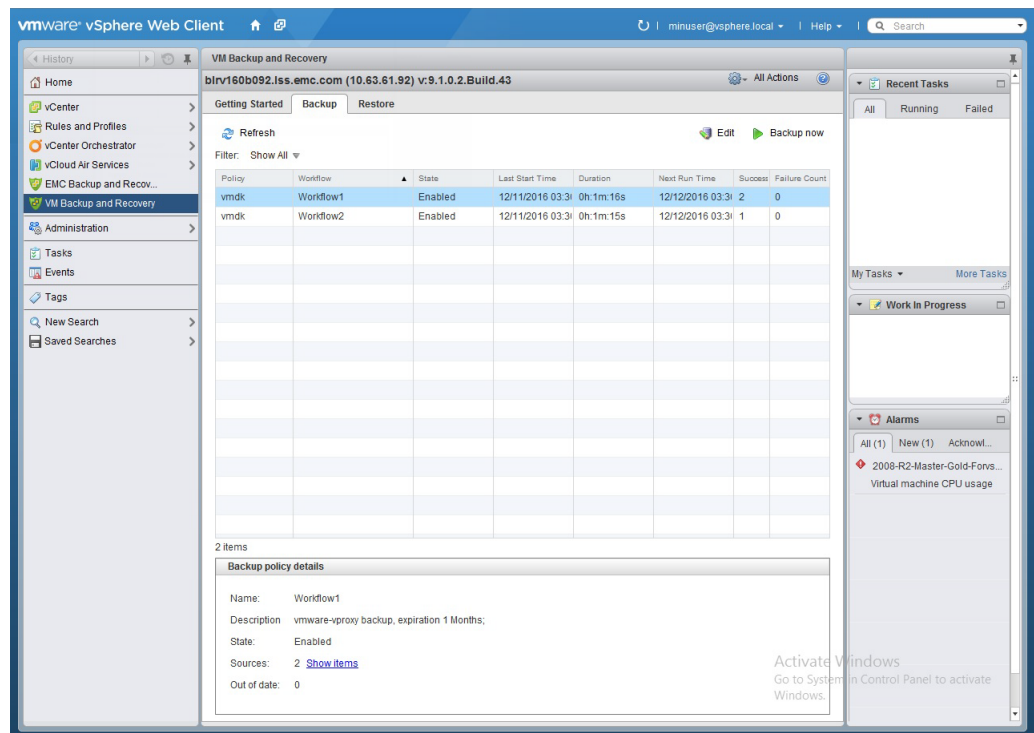 vmware® vSphere Web Client
minuser@vsphere.local
Help
Search
History
Home
vCenter
Rules and Profiles
vCenter Orchestrator
vCloud Air Services
EMC Backup and Recov...
VM Backup and Recovery
Administration
Tasks
Events
Tags
New Search
Saved Searches
VM Backup and Recovery
blrv160b092.lss.emc.com (10.63.61.92) v:9.1.0.2.Build.43
All Actions
Getting Started Backup Restore
Refresh
Edit Backup now
Filter: Show All
Policy Workflow State Last Start Time Duration Next Run Time Success Failure Count
vmdk Workflow1 Enabled 12/11/2016 03:3 0h:1m:16s 12/12/2016 03:3 2 0
vmdk Workflow2 Enabled 12/11/2016 03:3 0h:1m:15s 12/12/2016 03:3 1 0
2 items
Backup policy details
Name: Workflow1
Description vmware-vproxy backup, expiration 1 Months;
State: Enabled
Sources: 2 Show items
Out of date: 0
Recent Tasks
All Running Failed
My Tasks More Tasks
Work In Progress
Alarms
All (1) New (1) Acknowl...
2008-R2-Master-Gold-Forvs...
Virtual machine CPU usage
Activate Windows
Go to System in Control Panel to activate
Windows.